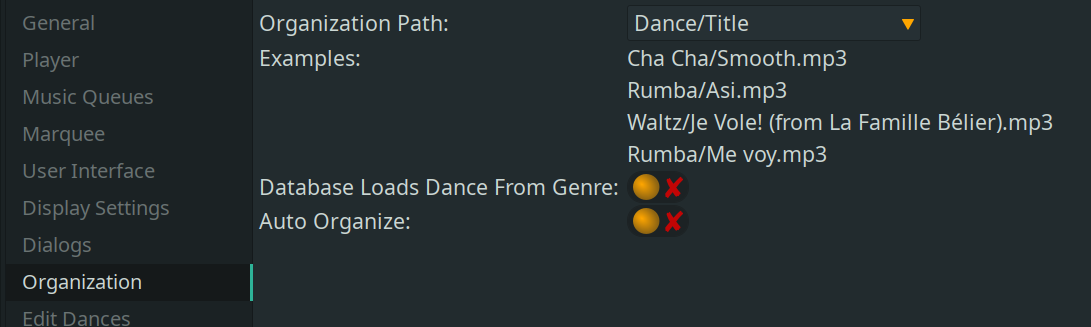 General
Player
Music Queues
Marquee
User Interface
Display Settings
Dialogs
Organization
Edit Dances
Organization Path: Dance/Title
Examples: Cha Cha/Smooth.mp3
Rumba/Asi.mp3
Waltz/Je Vole! (from La Famille Bélier).mp3
Rumba/Me voy.mp3
Database Loads Dance From Genre:
Auto Organize: